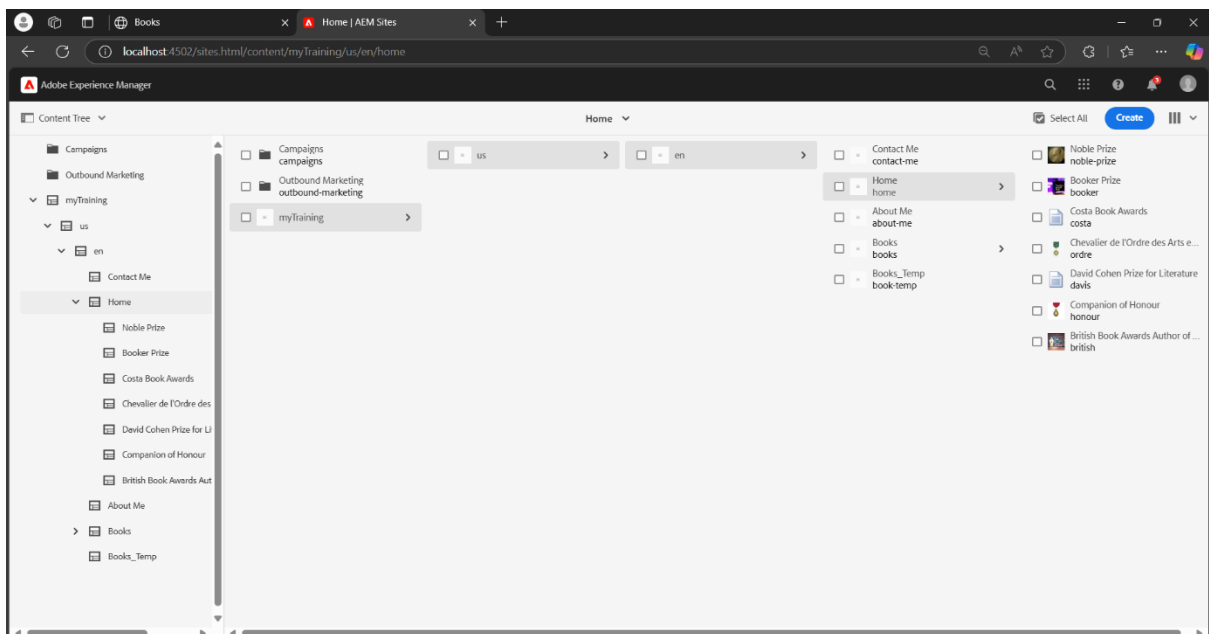 Books
Home | AEM Sites
localhost:4502/sites.html/content/myTraining/us/en/home
Adobe Experience Manager
Content Tree
Home
Select All
Create
Campaigns
Outbound Marketing
myTraining
us
en
Contact Me
Home
Noble Prize
Booker Prize
Costa Book Awards
Chevalier de l'Ordre des
David Cohen Prize for Li
Companion of Honour
British Book Awards Aut
About Me
Books
Books_Temp
Campaigns
campaigns
Outbound Marketing
outbound-marketing
myTraining
us
en
Contact Me
contact-me
Home
home
About Me
about-me
Books
books
Books_Temp
book-temp
Noble Prize
noble-prize
Booker Prize
booker
Costa Book Awards
costa
Chevalier de l'Ordre des Arts e...
ordre
David Cohen Prize for Literature
davis
Companion of Honour
honour
British Book Awards Author of ...
british